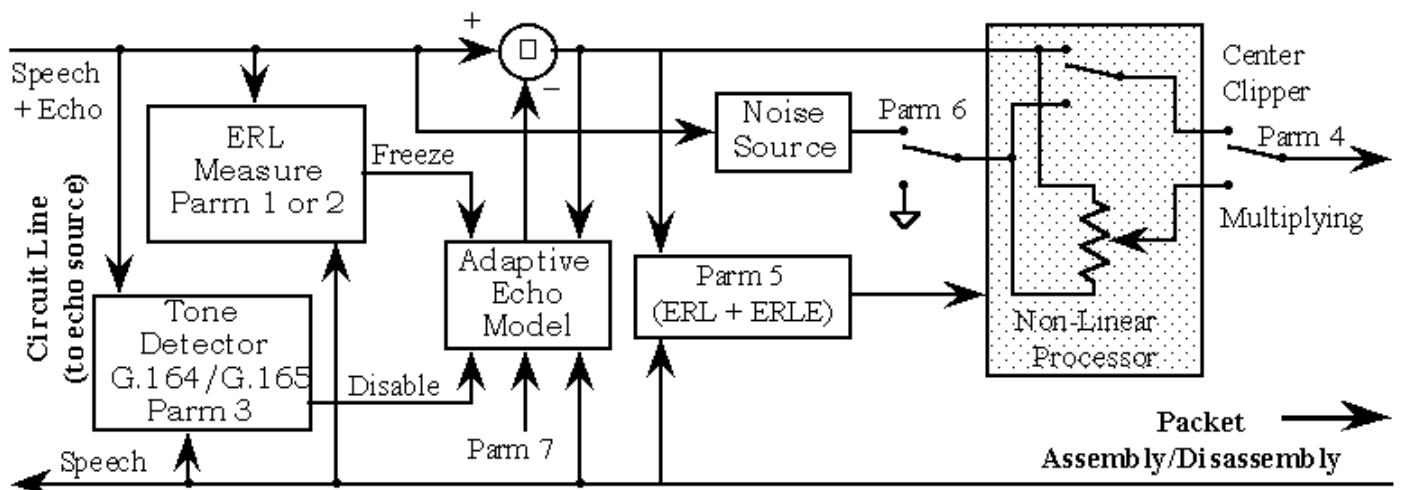 +
Speech
+ Echo
−
ERL
Measure
Parm 1 or 2
Freeze
Noise
Source
Parm 6
Center
Clipper
Parm 4
Multiplying
Circuit Line
(to echo source)
Tone
Detector
G.164/G.165
Parm 3
Disable
Adaptive
Echo
Model
Parm 5
(ERL + ERLE)
Non-Linear
Processor
Parm 7
Speech
Packet
Assembly/Disassembly